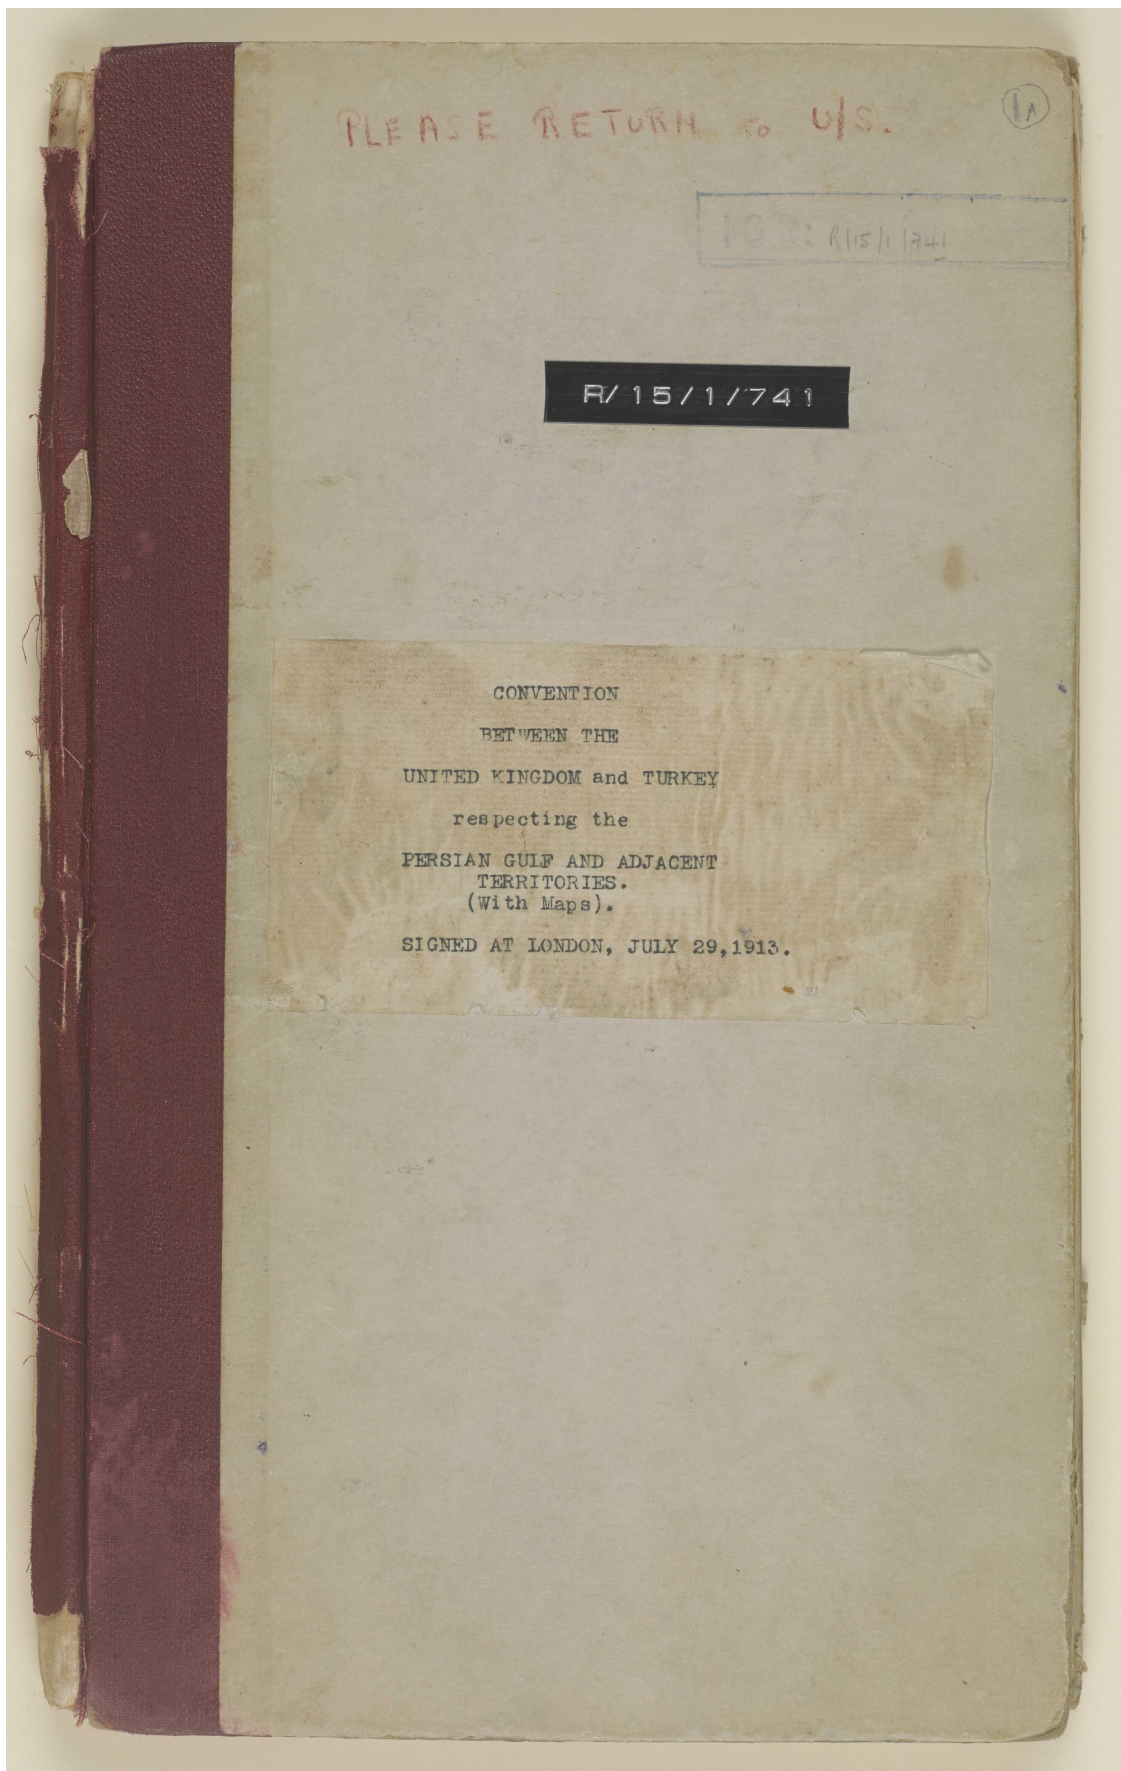 PLEASE RETURN TO U/S.
1A
IOR: R/15/1/741
R/15/1/741
CONVENTION
BETWEEN THE
UNITED KINGDOM and TURKEY
respecting the
PERSIAN GULF AND ADJACENT
TERRITORIES.
(With Maps).
SIGNED AT LONDON, JULY 29,1913.